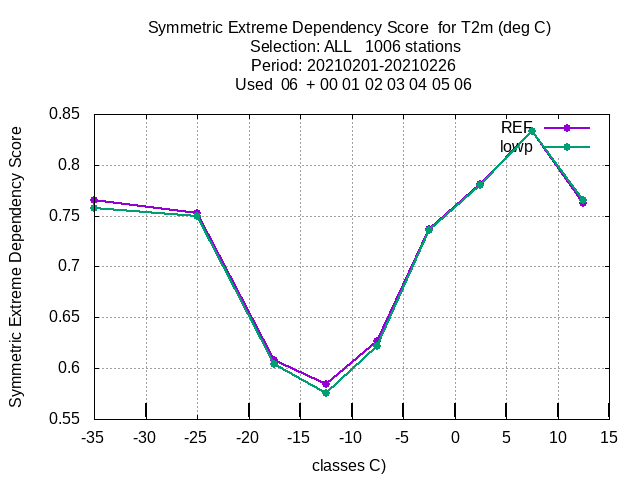 Symmetric Extreme Dependency Score  for T2m (deg C)
Selection: ALL   1006 stations
Period: 20210201-20210226
Used  06  + 00 01 02 03 04 05 06
Symmetric Extreme Dependency Score
0.85
0.8
0.75
0.7
0.65
0.6
0.55
REF
lowp
-35 -30 -25 -20 -15 -10 -5 0 5 10 15
classes C)